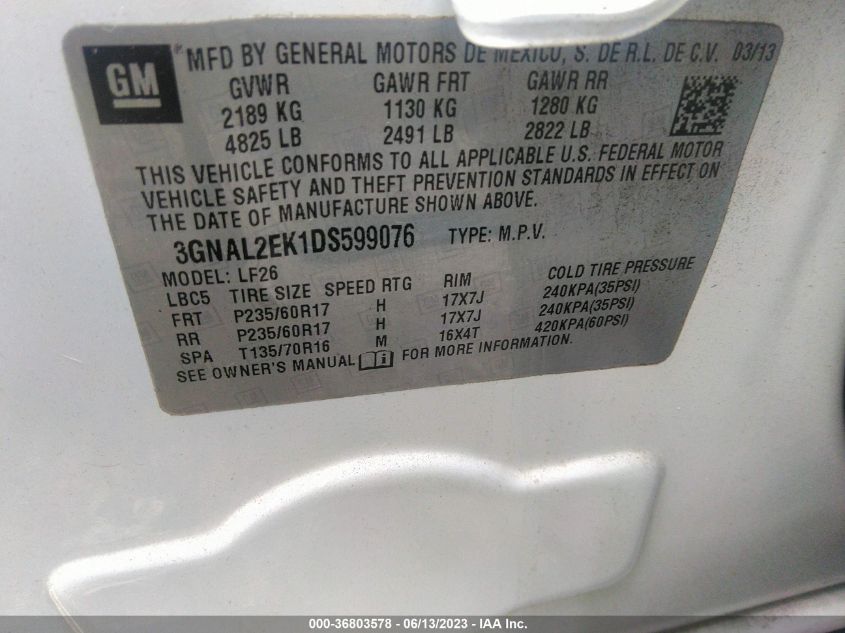 GM MFD BY GENERAL MOTORS DE MEXICO, S. DE R.L. DE C.V. 03/13
GVWR GAWR FRT GAWR RR
2189 KG 1130 KG 1280 KG
4825 LB 2491 LB 2822 LB
THIS VEHICLE CONFORMS TO ALL APPLICABLE U.S. FEDERAL MOTOR
VEHICLE SAFETY AND THEFT PREVENTION STANDARDS IN EFFECT ON
THE DATE OF MANUFACTURE SHOWN ABOVE.
3GNAL2EK1DS599076 TYPE: M.P.V.
MODEL: LF26
LBC5 TIRE SIZE SPEED RTG RIM COLD TIRE PRESSURE
FRT P235/60R17 H 17X7J 240KPA(35PSI)
RR P235/60R17 H 17X7J 240KPA(35PSI)
SPA T135/70R16 M 16X4T 420KPA(60PSI)
SEE OWNER'S MANUAL FOR MORE INFORMATION.
000-36803578 - 06/13/2023 - IAAI Inc.